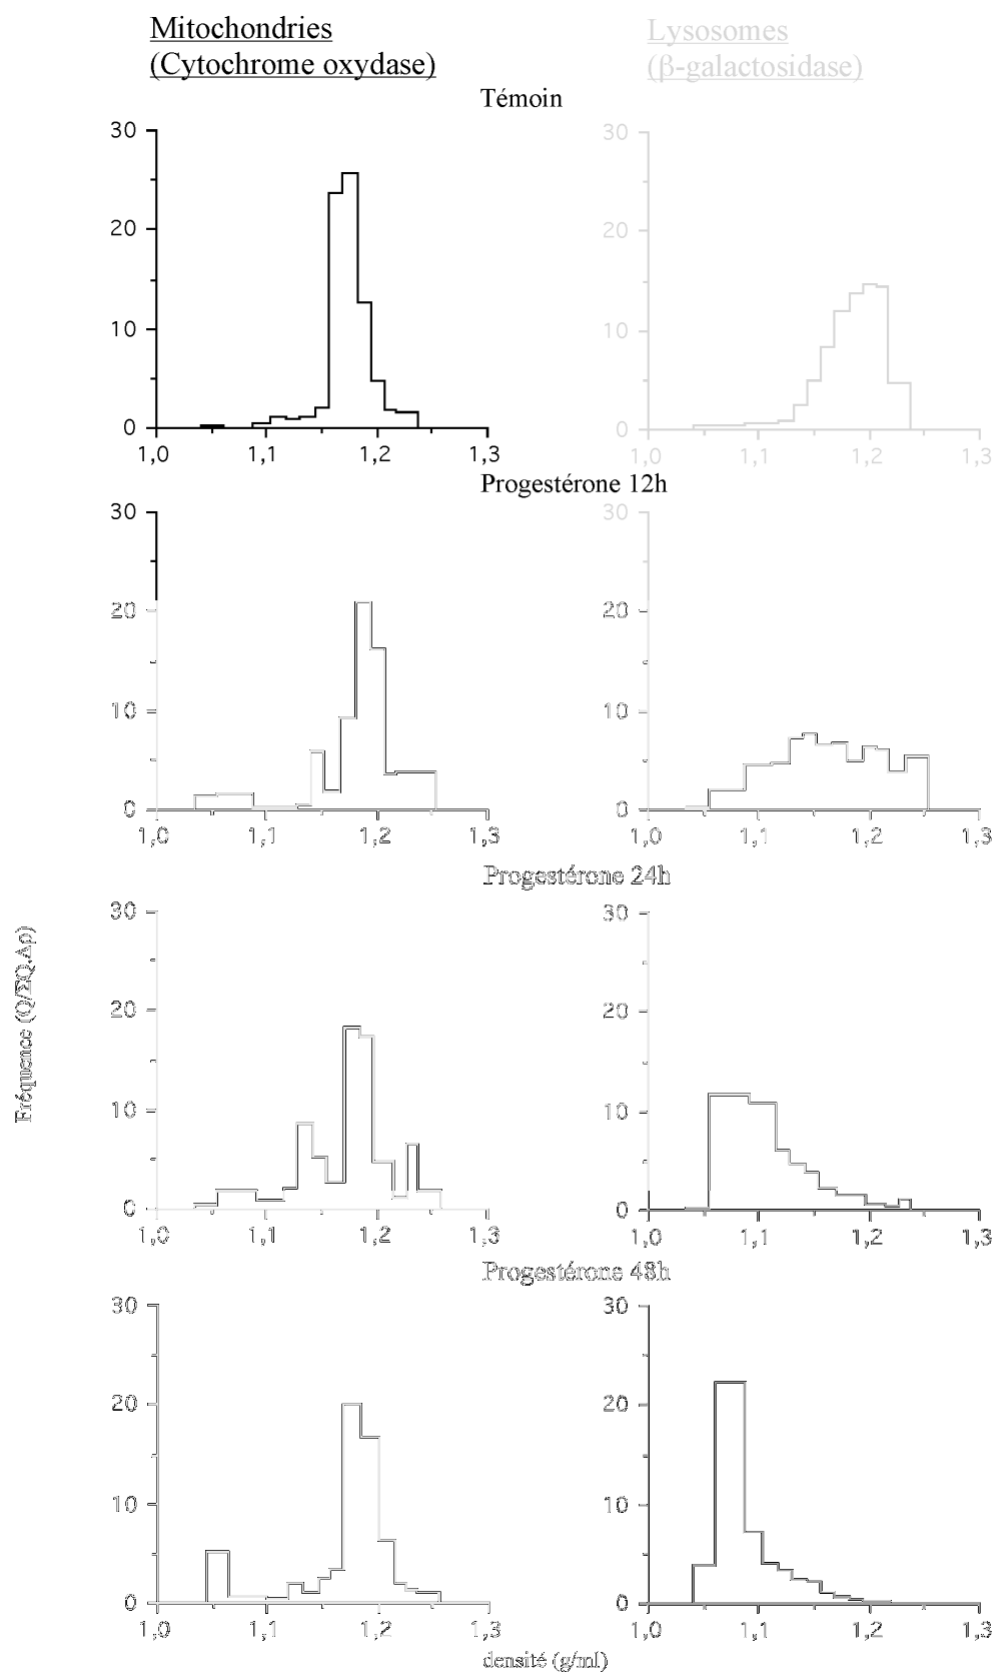 Mitochondries
(Cytochrome oxydase)
Lysosomes
(β-galactosidase)
Témoin
30
20
10
0
1,0 1,1 1,2 1,3
30
20
10
0
1,0 1,1 1,2 1,3
Progestérone 12h
30
20
10
0
1,0 1,1 1,2 1,3
30
20
10
0
1,0 1,1 1,2 1,3
Progestérone 24h
Fréquence (Q/ΣQ.Δρ)
30
20
10
0
1,0 1,1 1,2 1,3
30
20
10
0
1,0 1,1 1,2 1,3
Progestérone 48h
30
20
10
0
1,0 1,1 1,2 1,3
30
20
10
0
1,0 1,1 1,2 1,3
densité (g/ml)